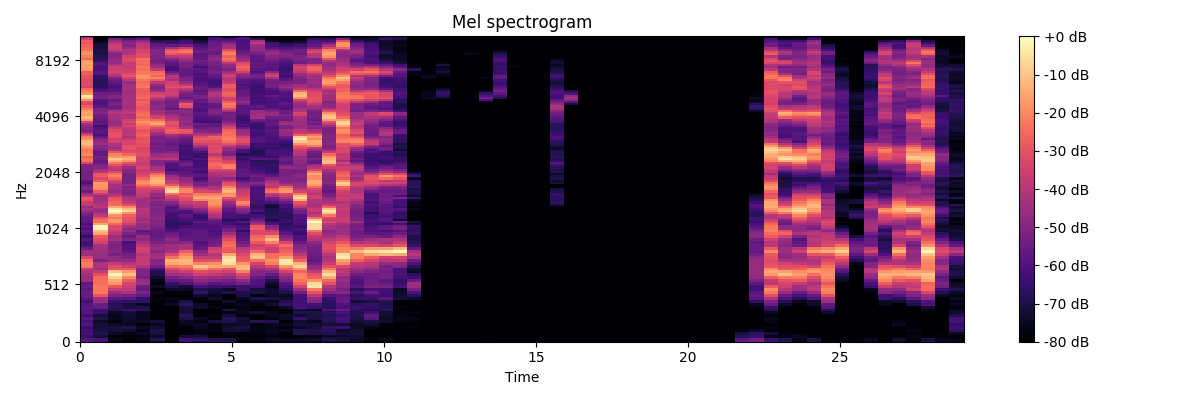 Mel spectrogram
8192
4096
2048
1024
512
0
Hz
0 5 10 15 20 25
Time
+0 dB
-10 dB
-20 dB
-30 dB
-40 dB
-50 dB
-60 dB
-70 dB
-80 dB